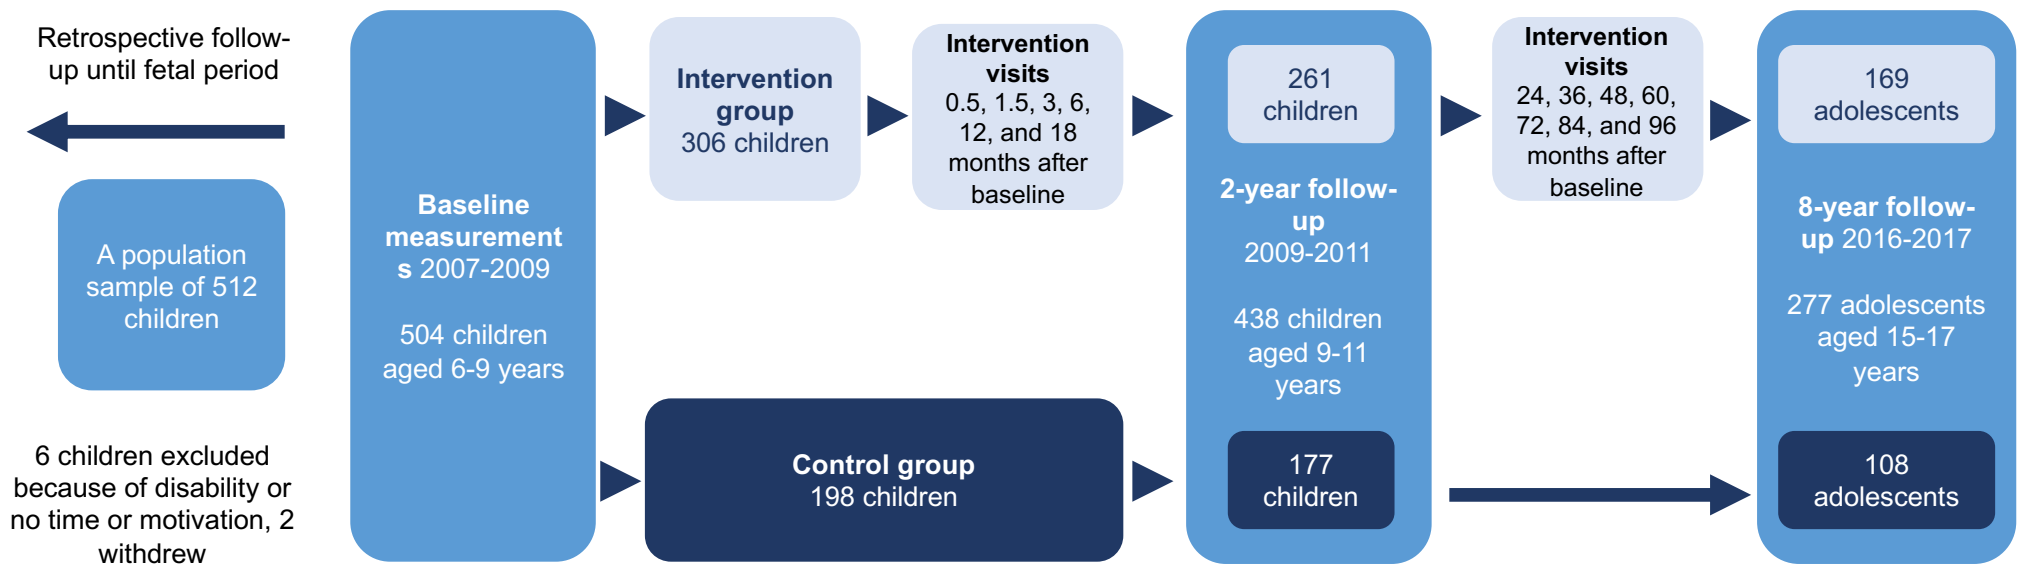 Retrospective follow-
up until fetal period
A population
sample of 512
children
6 children excluded
because of disability or
no time or motivation, 2
withdrew
Baseline
measurement
s 2007-2009
504 children
aged 6-9 years
Intervention
group
306 children
Intervention
visits
0.5, 1.5, 3, 6,
12, and 18
months after
baseline
Control group
198 children
261
children
2-year follow-
up
2009-2011
438 children
aged 9-11
years
177
children
Intervention
visits
24, 36, 48, 60,
72, 84, and 96
months after
baseline
169
adolescents
8-year follow-
up 2016-2017
277 adolescents
aged 15-17
years
108
adolescents